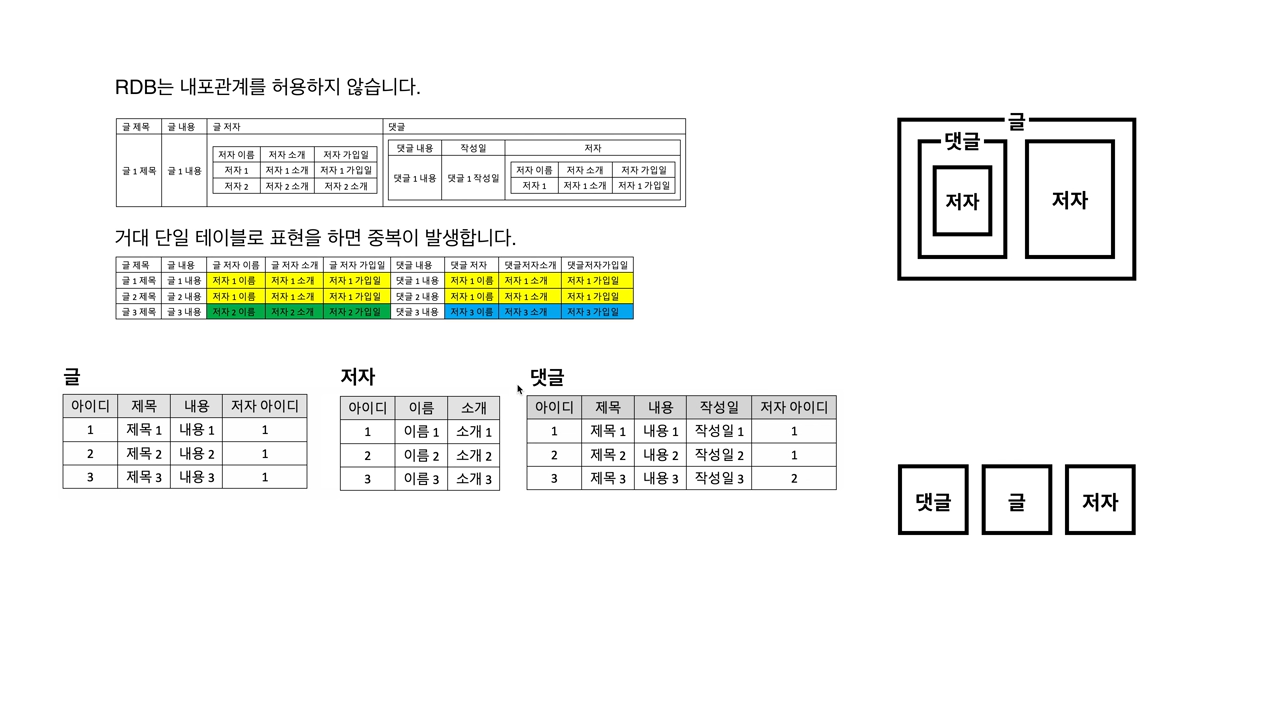 RDB는 내포관계를 허용하지 않습니다.
글 제목 글 내용 글 저자 댓글
글 1 제목 글 1 내용
저자 이름 저자 소개 저자 가입일
저자 1 저자 1 소개 저자 1 가입일
저자 2 저자 2 소개 저자 2 소개
댓글 내용 작성일 저자
댓글 1 내용 댓글 1 작성일
저자 이름 저자 소개 저자 가입일
저자 1 저자 1 소개 저자 1 가입일
거대 단일 테이블로 표현을 하면 중복이 발생합니다.
글 제목 글 내용 글 저자 이름 글 저자 소개 글 저자 가입일 댓글 내용 댓글 저자 댓글저자소개 댓글저자가입일
글 1 제목 글 1 내용 저자 1 이름 저자 1 소개 저자 1 가입일 댓글 1 내용 저자 1 이름 저자 1 소개 저자 1 가입일
글 2 제목 글 2 내용 저자 1 이름 저자 1 소개 저자 1 가입일 댓글 2 내용 저자 1 이름 저자 1 소개 저자 1 가입일
글 3 제목 글 3 내용 저자 2 이름 저자 2 소개 저자 2 가입일 댓글 3 내용 저자 3 이름 저자 3 소개 저자 3 가입일
글
댓글
저자 저자
글
아이디 제목 내용 저자 아이디
1 제목 1 내용 1 1
2 제목 2 내용 2 1
3 제목 3 내용 3 1
저자
아이디 이름 소개
1 이름 1 소개 1
2 이름 2 소개 2
3 이름 3 소개 3
댓글
아이디 제목 내용 작성일 저자 아이디
1 제목 1 내용 1 작성일 1 1
2 제목 2 내용 2 작성일 2 1
3 제목 3 내용 3 작성일 3 2
댓글 글 저자